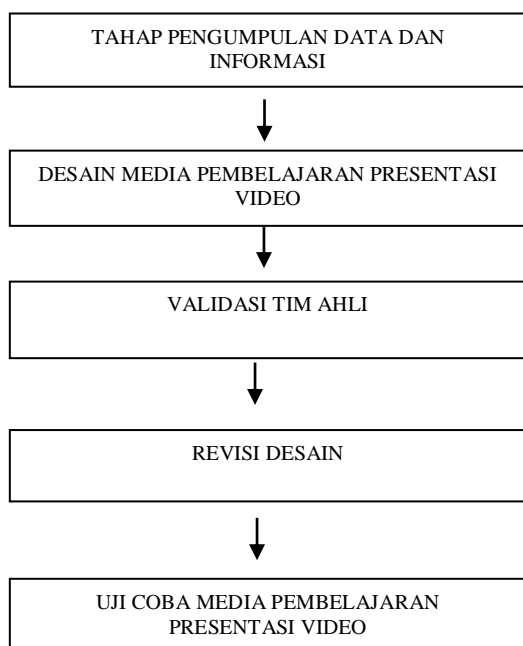 TAHAP PENGUMPULAN DATA DAN
INFORMASI
DESAIN MEDIA PEMBELAJARAN PRESENTASI
VIDEO
VALIDASI TIM AHLI
REVISI DESAIN
UJI COBA MEDIA PEMBELAJARAN
PRESENTASI VIDEO